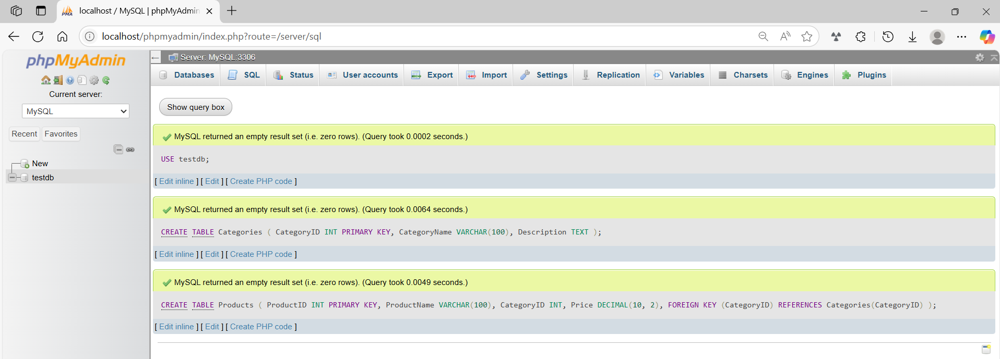 localhost / MySQL | phpMyAdmin
localhost/phpmyadmin/index.php?route=/server/sql
phpMyAdmin
Current server:
MySQL
Recent Favorites
New
testdb
Server: MySQL:3306
Databases SQL Status User accounts Export Import Settings Replication Variables Charsets Engines Plugins
Show query box
MySQL returned an empty result set (i.e. zero rows). (Query took 0.0002 seconds.)
USE testdb;
[ Edit inline ] [ Edit ] [ Create PHP code ]
MySQL returned an empty result set (i.e. zero rows). (Query took 0.0064 seconds.)
CREATE TABLE Categories ( CategoryID INT PRIMARY KEY, CategoryName VARCHAR(100), Description TEXT );
[ Edit inline ] [ Edit ] [ Create PHP code ]
MySQL returned an empty result set (i.e. zero rows). (Query took 0.0049 seconds.)
CREATE TABLE Products ( ProductID INT PRIMARY KEY, ProductName VARCHAR(100), CategoryID INT, Price DECIMAL(10, 2), FOREIGN KEY (CategoryID) REFERENCES Categories(CategoryID) );
[ Edit inline ] [ Edit ] [ Create PHP code ]